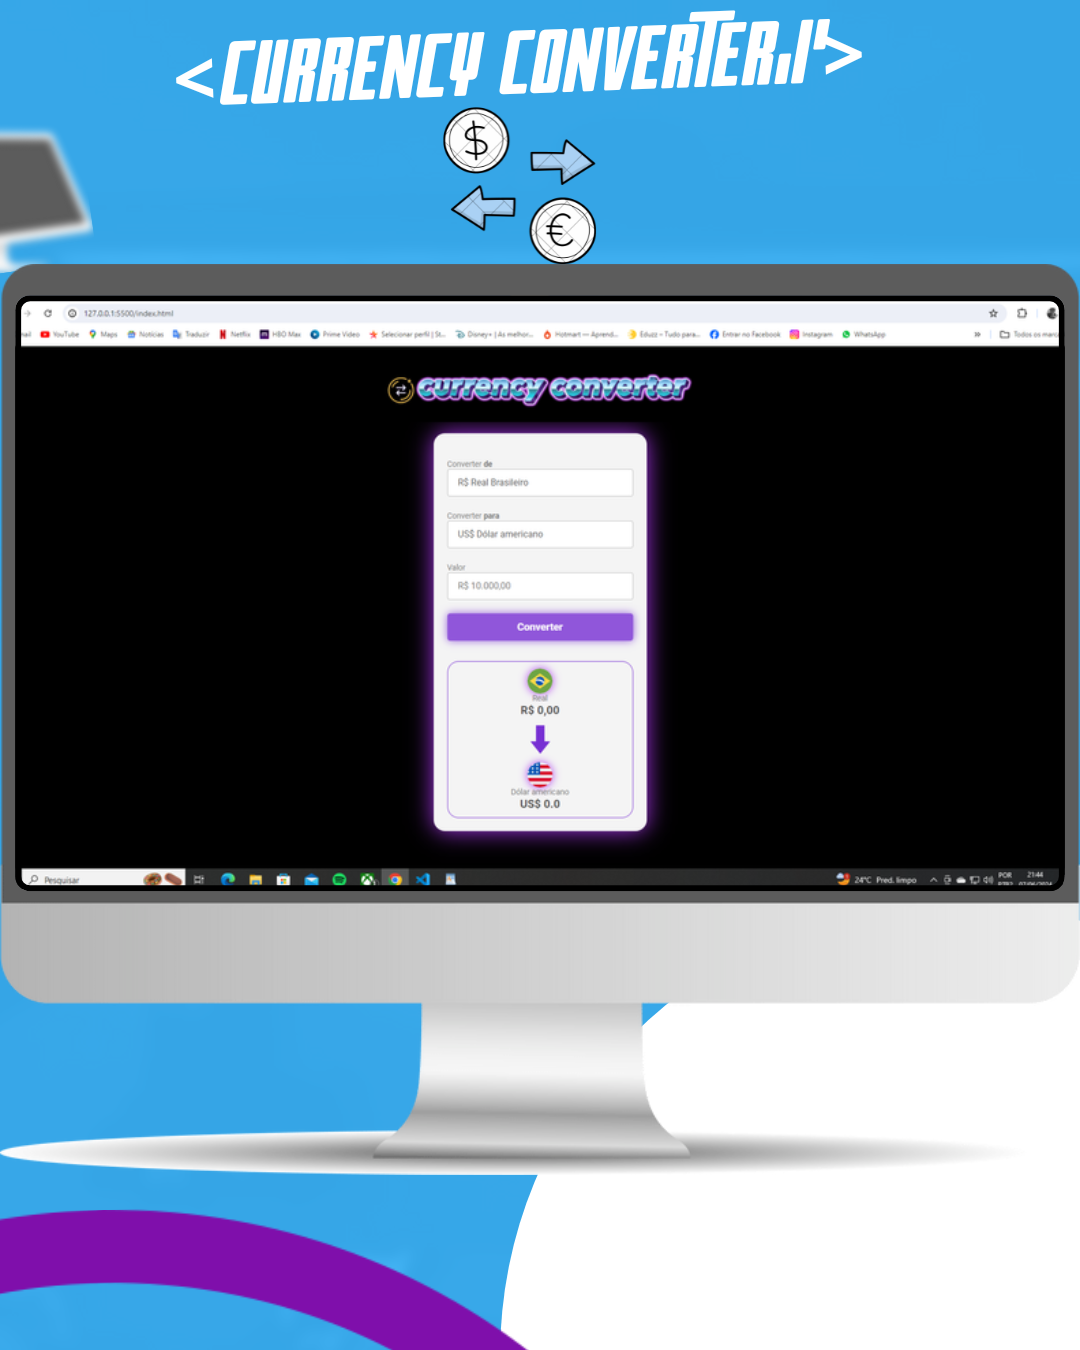 <CURRENCY CONVERTER.//>
$
€
127.0.0.1:5500/index.html
YouTube Maps Notícias Traduzir Netflix HBO Max Prime Video Selecionar perfil | St... Disney+ | As melhor... Hotmart — Aprend... Eduzz - Tudo para... Entrar no Facebook Instagram WhatsApp » Todos os
currency converter
Converter de
R$ Real Brasileiro
Converter para
US$ Dólar americano
Valor
R$ 10.000,00
Converter
Real
R$ 0,00
Dólar americano
US$ 0.0
Pesquisar
24°C Pred. limpo
POR
21:44